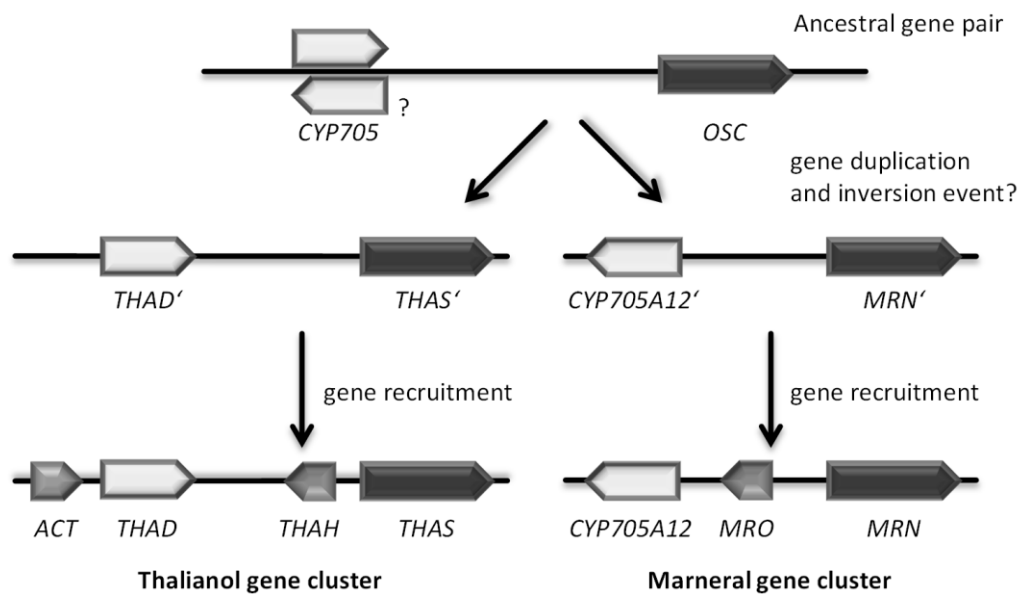 Ancestral gene pair
?
CYP705
OSC
gene duplication
and inversion event?
THAD‘
THAS‘
CYP705A12‘
MRN‘
gene recruitment
gene recruitment
ACT
THAD
THAH
THAS
CYP705A12
MRO
MRN
Thalianol gene cluster
Marneral gene cluster